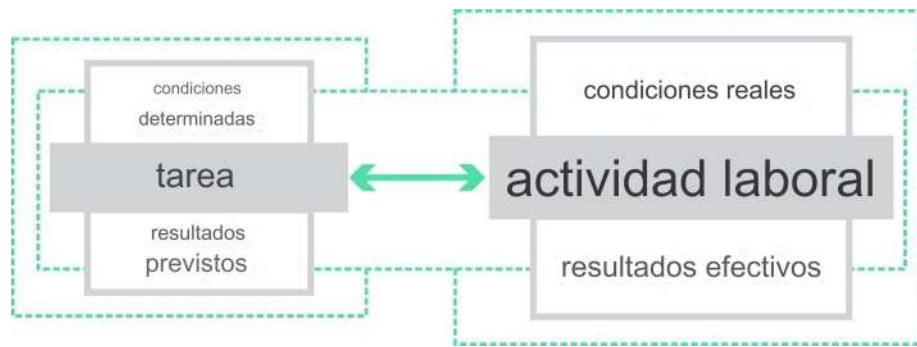 condiciones
determinadas
tarea
resultados
previstos
condiciones reales
actividad laboral
resultados efectivos